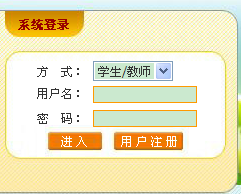 系统登录
方 式： 学生/教师
用户名：
密 码：
进 入 用 户 注 册